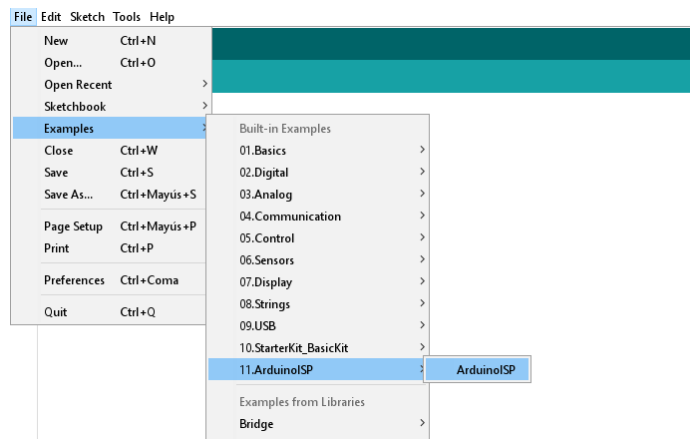 File Edit Sketch Tools Help
New Ctrl+N
Open... Ctrl+O
Open Recent
Sketchbook
Examples
Close Ctrl+W
Save Ctrl+S
Save As... Ctrl+Mayús+S
Page Setup Ctrl+Mayús+P
Print Ctrl+P
Preferences Ctrl+Coma
Quit Ctrl+Q
Built-in Examples
01.Basics
02.Digital
03.Analog
04.Communication
05.Control
06.Sensors
07.Display
08.Strings
09.USB
10.StarterKit_BasicKit
11.ArduinoISP
Examples from Libraries
Bridge
ArduinoISP